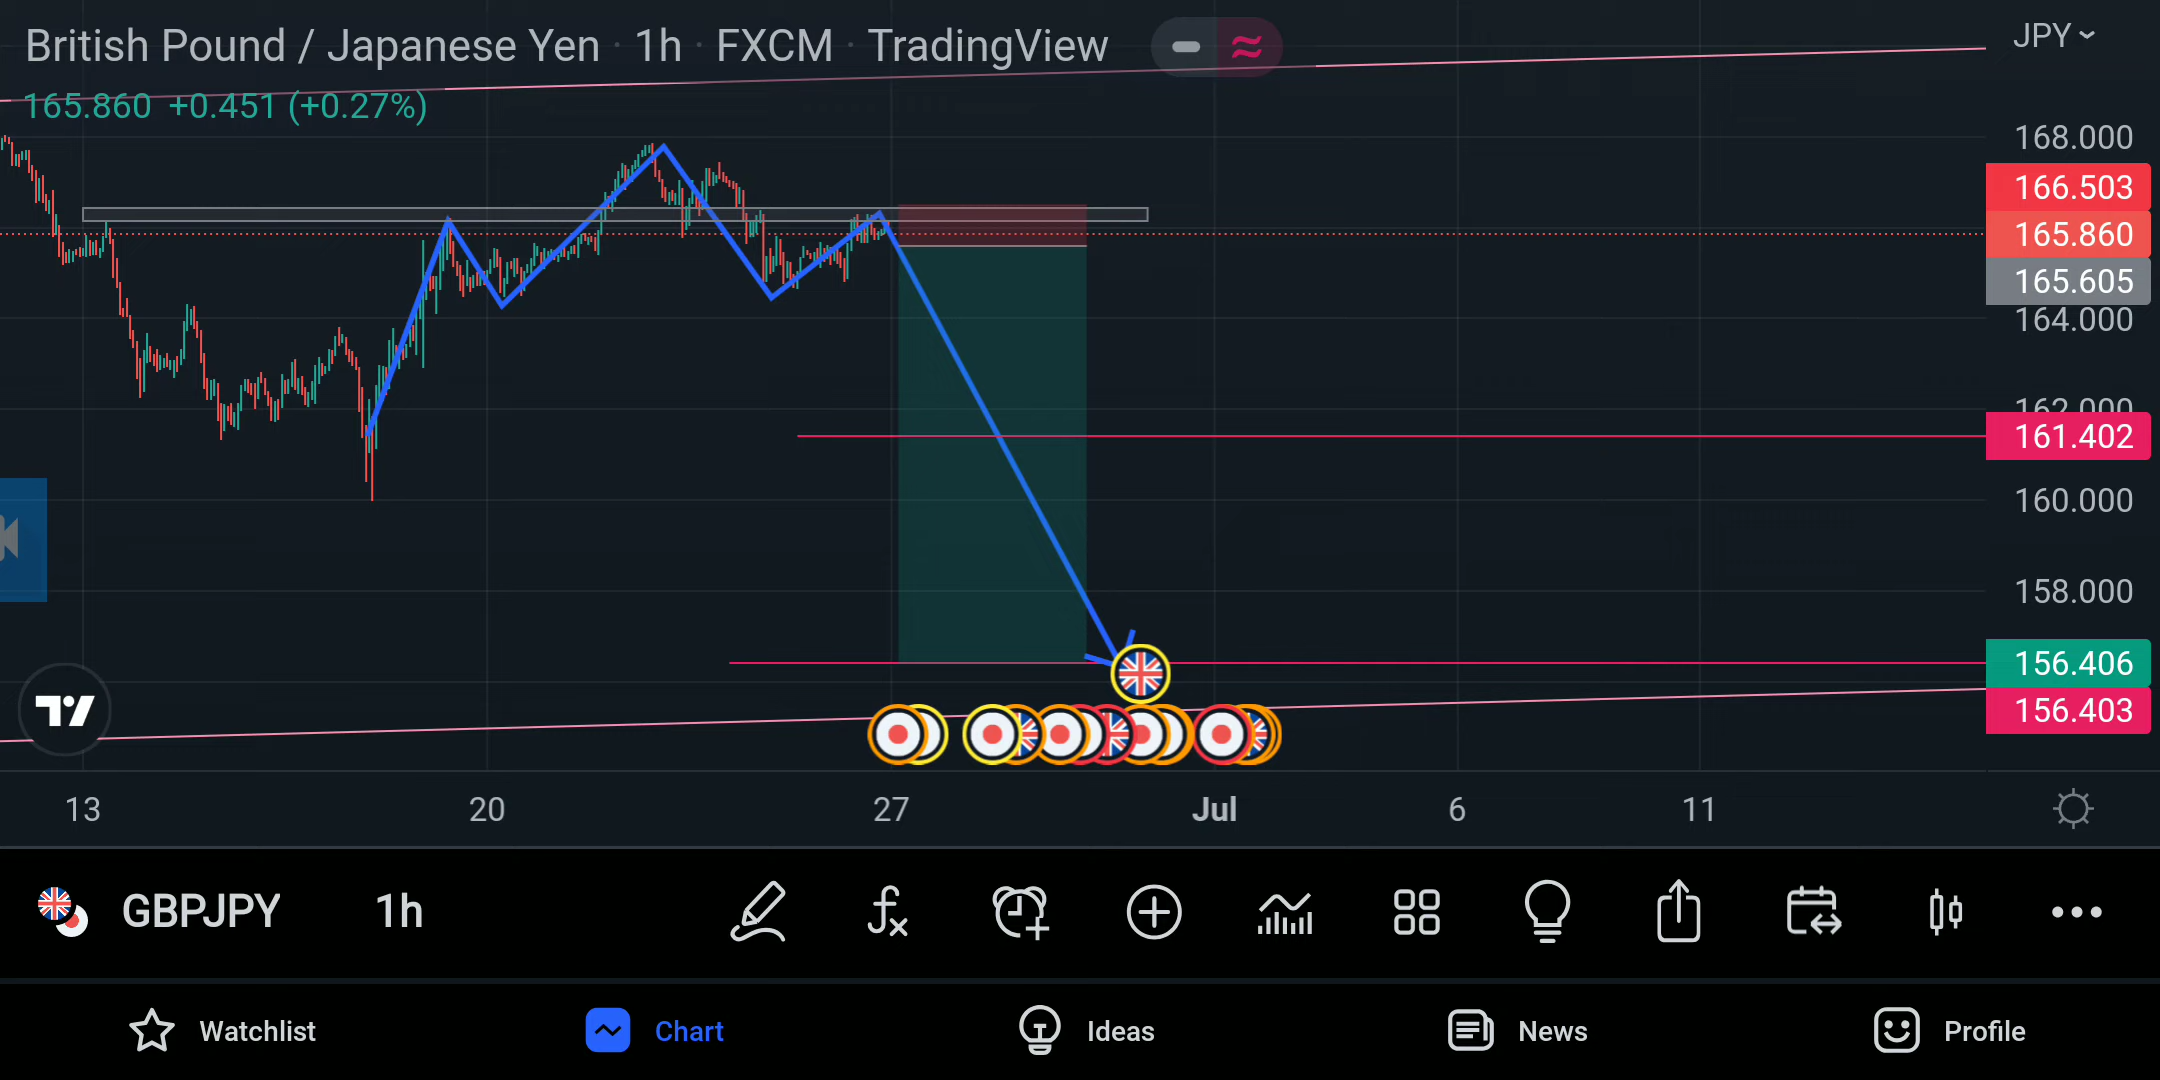 British Pound / Japanese Yen · 1h · FXCM · TradingView
JPY
165.860 +0.451 (+0.27%)
168.000
166.503
165.860
165.605
164.000
162.000
161.402
160.000
158.000
156.406
156.403
13 20 27 Jul 6 11
GBPJPY 1h
Watchlist Chart Ideas News Profile